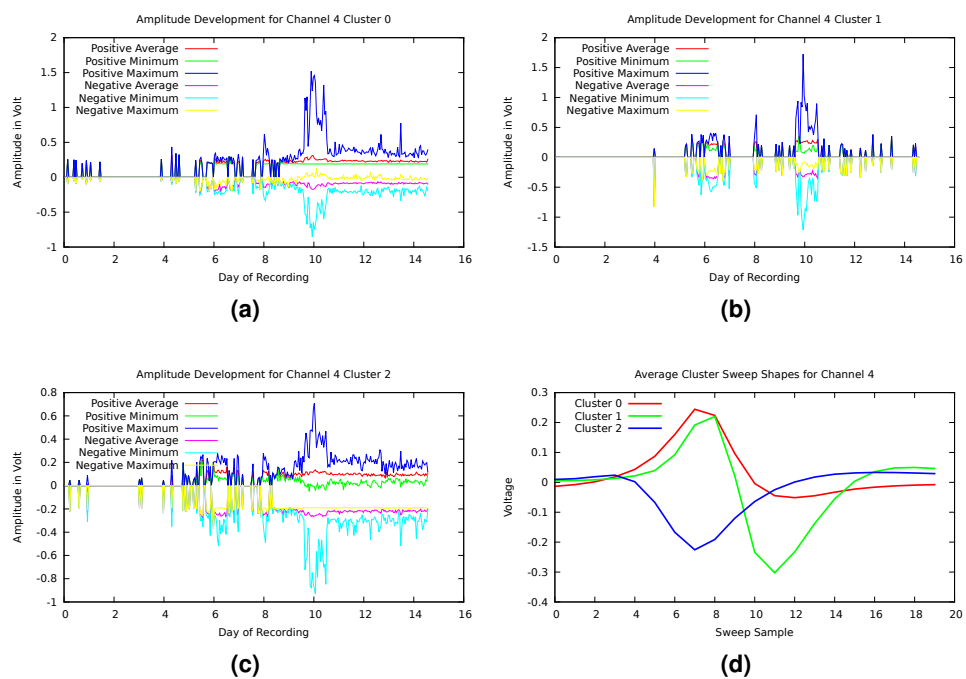 Amplitude Development for Channel 4 Cluster 0
2
1.5
1
0.5
0
-0.5
-1
Amplitude in Volt
Positive Average
Positive Minimum
Positive Maximum
Negative Average
Negative Minimum
Negative Maximum
0 2 4 6 8 10 12 14 16
Day of Recording
(a)
Amplitude Development for Channel 4 Cluster 1
2
1.5
1
0.5
0
-0.5
-1
-1.5
Amplitude in Volt
Positive Average
Positive Minimum
Positive Maximum
Negative Average
Negative Minimum
Negative Maximum
0 2 4 6 8 10 12 14 16
Day of Recording
(b)
Amplitude Development for Channel 4 Cluster 2
0.8
0.6
0.4
0.2
0
-0.2
-0.4
-0.6
-0.8
-1
Amplitude in Volt
Positive Average
Positive Minimum
Positive Maximum
Negative Average
Negative Minimum
Negative Maximum
0 2 4 6 8 10 12 14 16
Day of Recording
(c)
Average Cluster Sweep Shapes for Channel 4
0.3
0.2
0.1
0
-0.1
-0.2
-0.3
-0.4
Voltage
Cluster 0
Cluster 1
Cluster 2
0 2 4 6 8 10 12 14 16 18 20
Sweep Sample
(d)